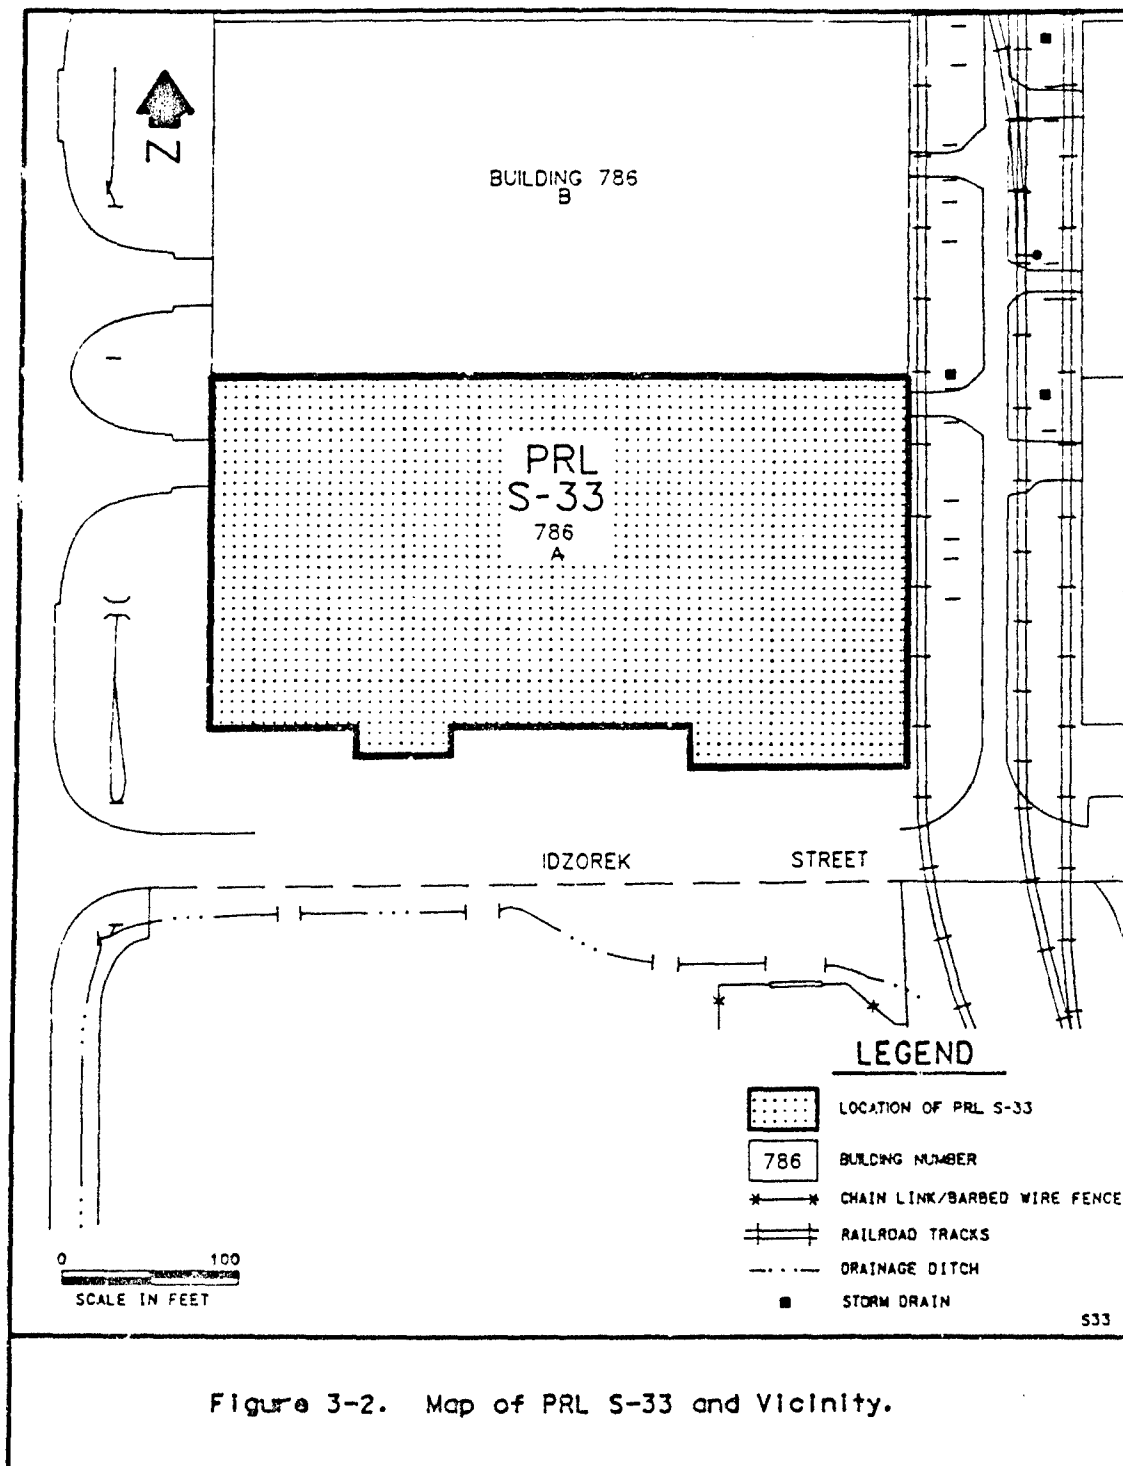 N
BUILDING 786
B
PRL
S-33
786
A
IDZOREK STREET
LEGEND
LOCATION OF PRL S-33
786 BUILDING NUMBER
CHAIN LINK/BARBED WIRE FENCE
RAILROAD TRACKS
DRAINAGE DITCH
STORM DRAIN
0 100
SCALE IN FEET
S33
Figure 3-2. Map of PRL S-33 and Vicinity.